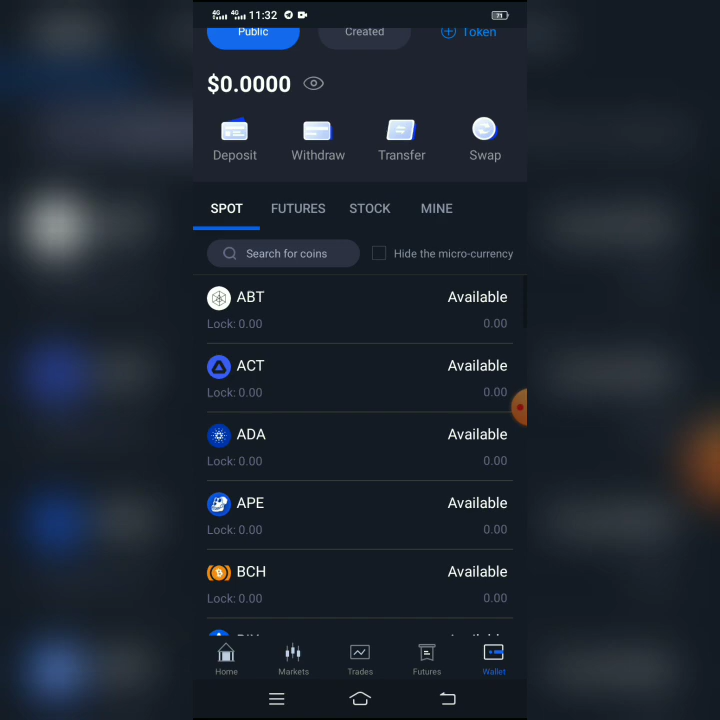 4G 4G 11:32 71
Public Created Token
$0.0000
Deposit Withdraw Transfer Swap
SPOT FUTURES STOCK MINE
Search for coins Hide the micro-currency
ABT Available
Lock: 0.00 0.00
ACT Available
Lock: 0.00 0.00
ADA Available
Lock: 0.00 0.00
APE Available
Lock: 0.00 0.00
BCH Available
Lock: 0.00 0.00
Home Markets Trades Futures Wallet